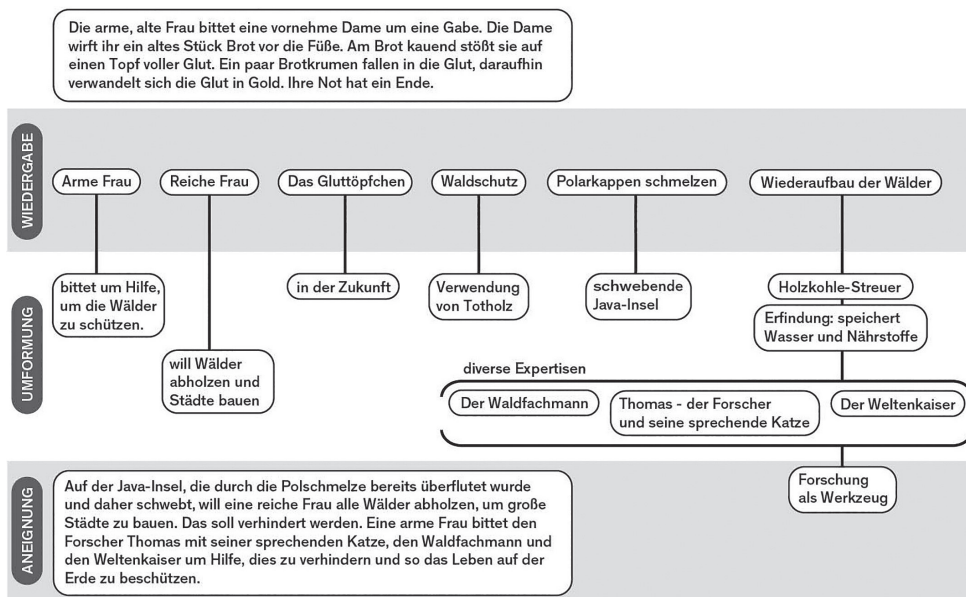 Die arme, alte Frau bittet eine vornehme Dame um eine Gabe. Die Dame
wirft ihr ein altes Stück Brot vor die Füße. Am Brot kauend stößt sie auf
einen Topf voller Glut. Ein paar Brotkrumen fallen in die Glut, daraufhin
verwandelt sich die Glut in Gold. Ihre Not hat ein Ende.
WIEDERGABE
Arme Frau
Reiche Frau
Das Gluttöpfchen
Waldschutz
Polarkappen schmelzen
Wiederaufbau der Wälder
UMFORMUNG
bittet um Hilfe,
um die Wälder
zu schützen.
will Wälder
abholzen und
Städte bauen
in der Zukunft
Verwendung
von Totholz
schwebende
Java-Insel
Holzkohle-Streuer
Erfindung: speichert
Wasser und Nährstoffe
diverse Expertisen
Der Waldfachmann
Thomas - der Forscher
und seine sprechende Katze
Der Weltenkaiser
Forschung
als Werkzeug
ANEIGNUNG
Auf der Java-Insel, die durch die Polschmelze bereits überflutet wurde
und daher schwebt, will eine reiche Frau alle Wälder abholzen, um große
Städte zu bauen. Das soll verhindert werden. Eine arme Frau bittet den
Forscher Thomas mit seiner sprechenden Katze, den Waldfachmann und
den Weltenkaiser um Hilfe, dies zu verhindern und so das Leben auf der
Erde zu beschützen.